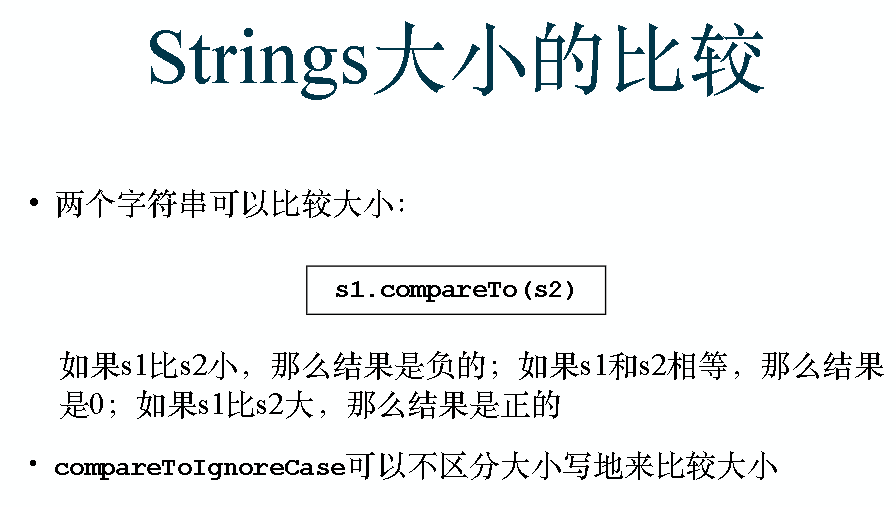 Strings大小的比较
• 两个字符串可以比较大小：
s1.compareTo(s2)
如果s1比s2小，那么结果是负的；如果s1和s2相等，那么结果
是0；如果s1比s2大，那么结果是正的
• compareToIgnoreCase可以不区分大小写地来比较大小